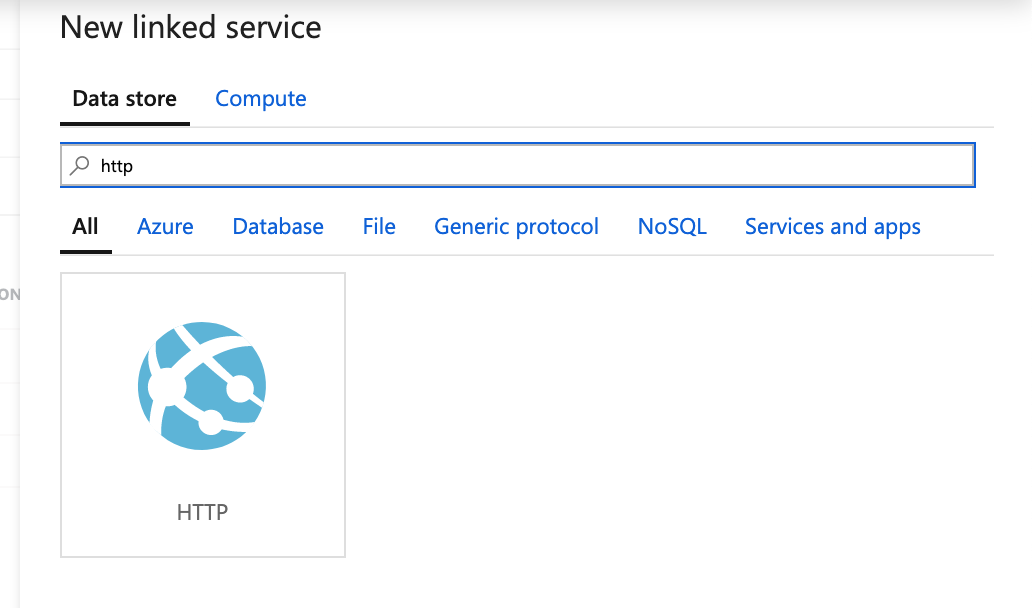 New linked service
Data store Compute
http
All Azure Database File Generic protocol NoSQL Services and apps
ON
HTTP